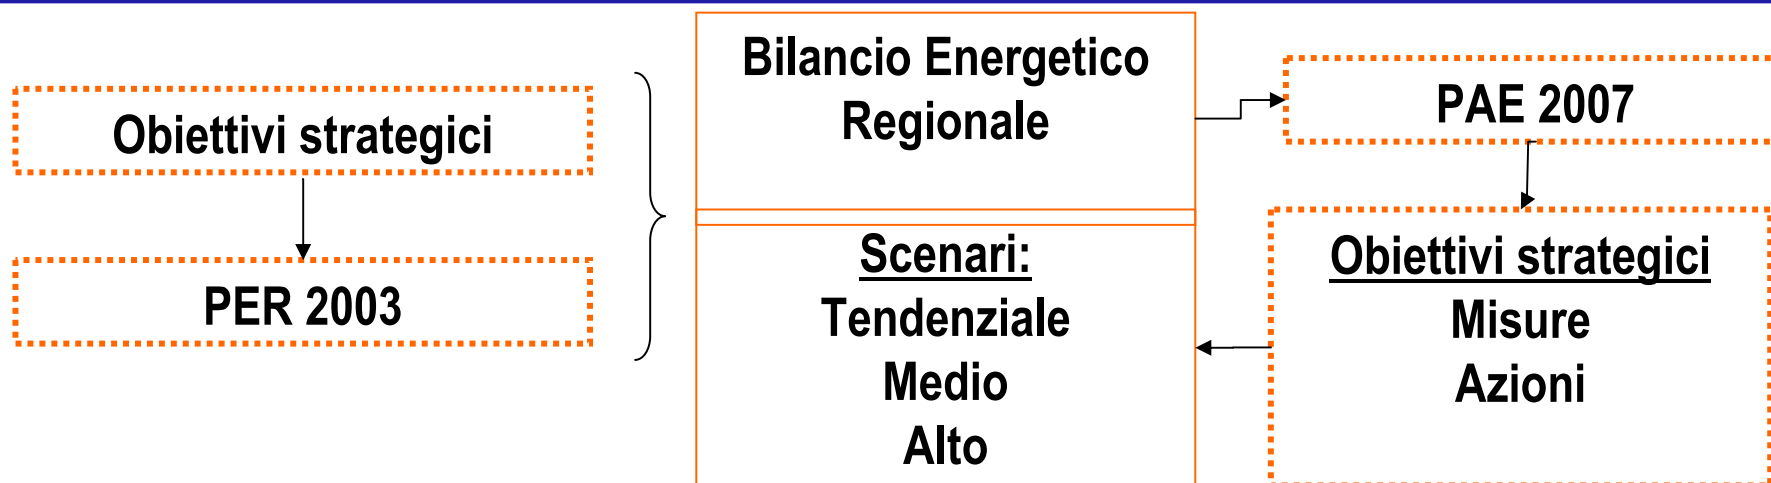 Obiettivi strategici
PER 2003
Bilancio Energetico
Regionale
Scenari:
Tendenziale
Medio
Alto
PAE 2007
Obiettivi strategici
Misure
Azioni